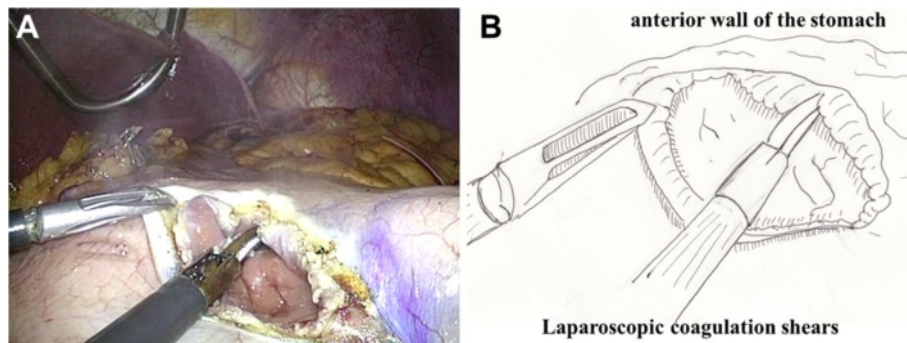 A
B
anterior wall of the stomach
Laparoscopic coagulation shears